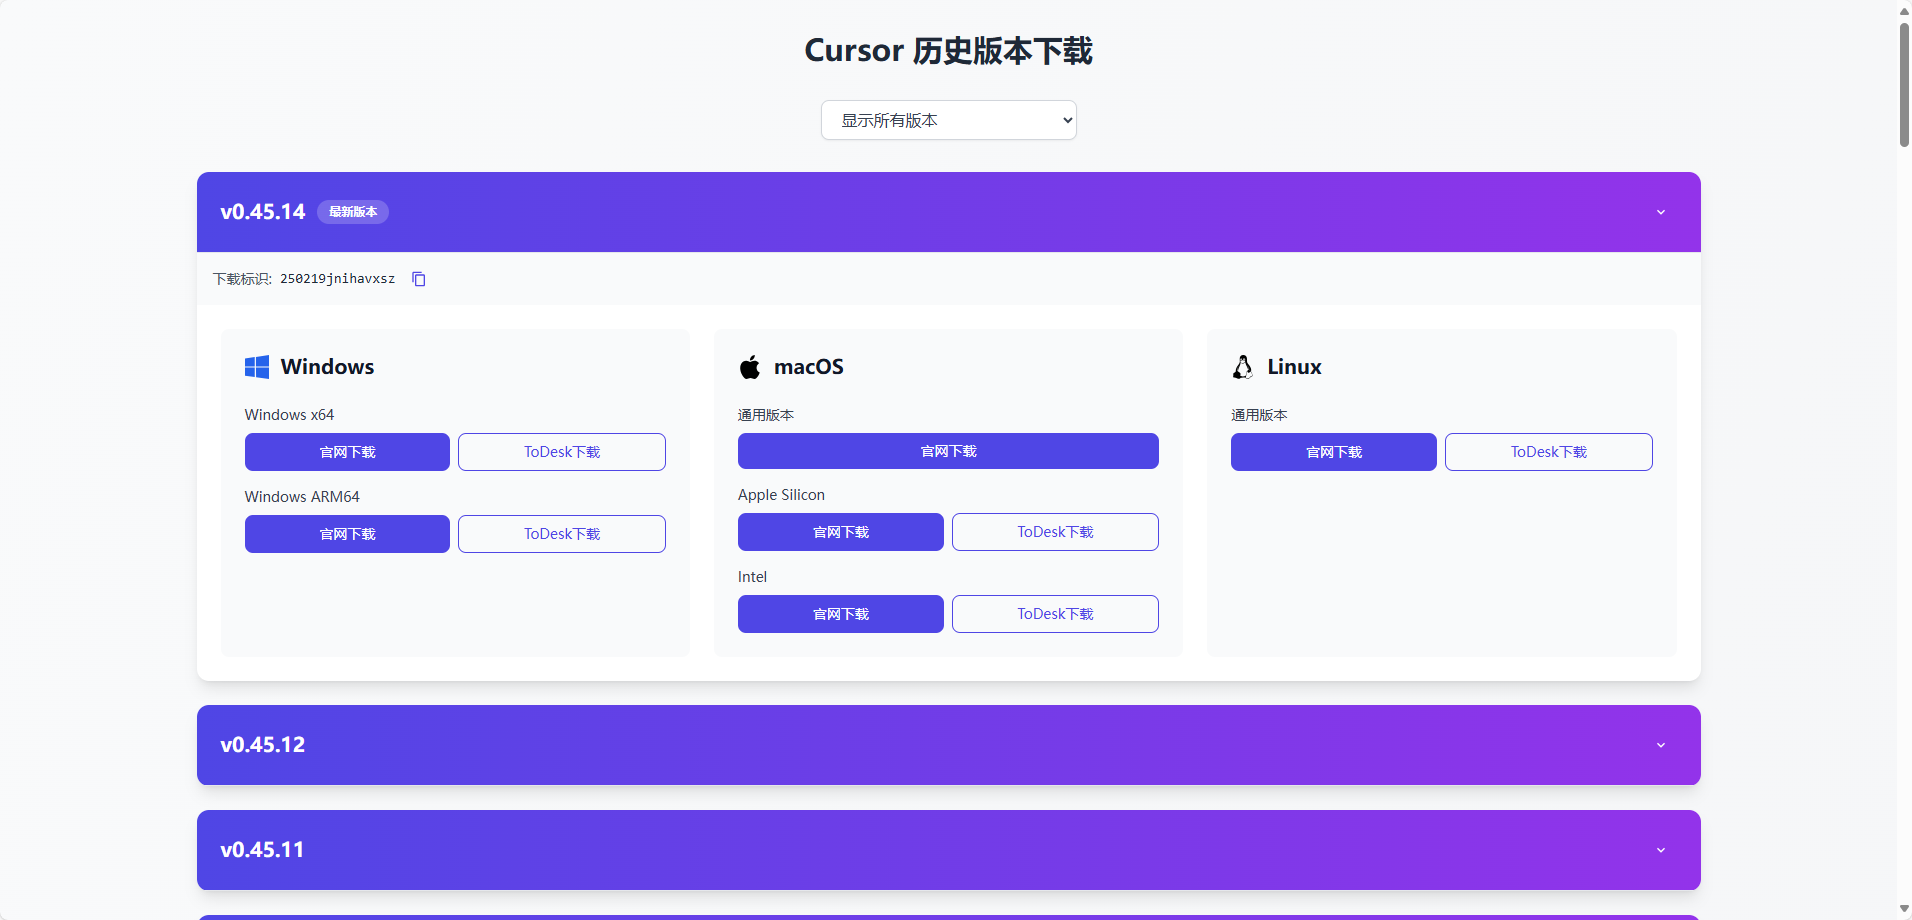 Cursor 历史版本下载
显示所有版本
v0.45.14 最新版本
下载标识: 250219jnihavxsz
Windows
Windows x64
官网下载 ToDesk下载
Windows ARM64
官网下载 ToDesk下载
macOS
通用版本
官网下载
Apple Silicon
官网下载 ToDesk下载
Intel
官网下载 ToDesk下载
Linux
通用版本
官网下载 ToDesk下载
v0.45.12
v0.45.11